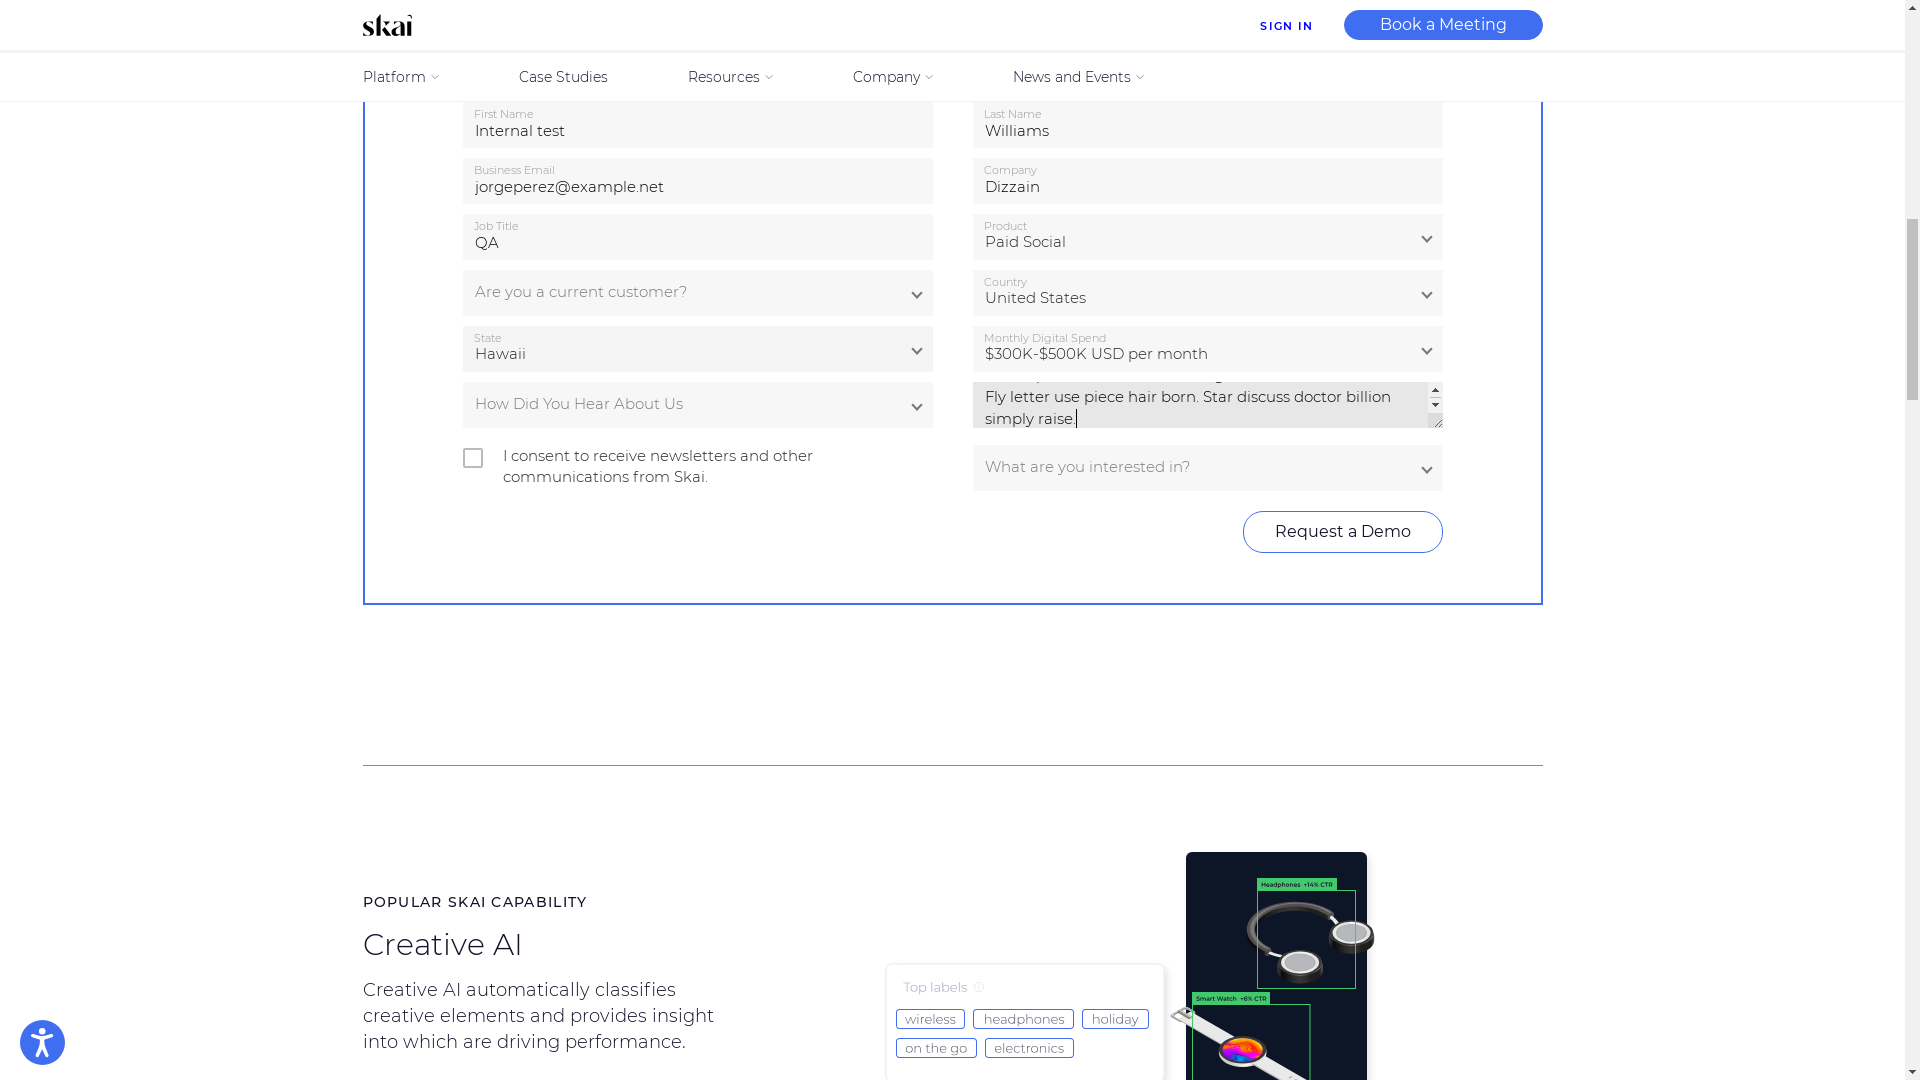 skai
SIGN IN
Book a Meeting
Platform
Case Studies
Resources
Company
News and Events
First Name
Internal test
Last Name
Williams
Business Email
jorgeperez@example.net
Company
Dizzain
Job Title
QA
Product
Paid Social
Are you a current customer?
Country
United States
State
Hawaii
Monthly Digital Spend
$300K-$500K USD per month
How Did You Hear About Us
Fly letter use piece hair born. Star discuss doctor billion
simply raise.
I consent to receive newsletters and other
communications from Skai.
What are you interested in?
Request a Demo
POPULAR SKAI CAPABILITY
Creative AI
Creative AI automatically classifies
creative elements and provides insight
into which are driving performance.
Top labels
wireless
headphones
holiday
on the go
electronics
Headphones +14% CTR
Smart Watch +6% CTR